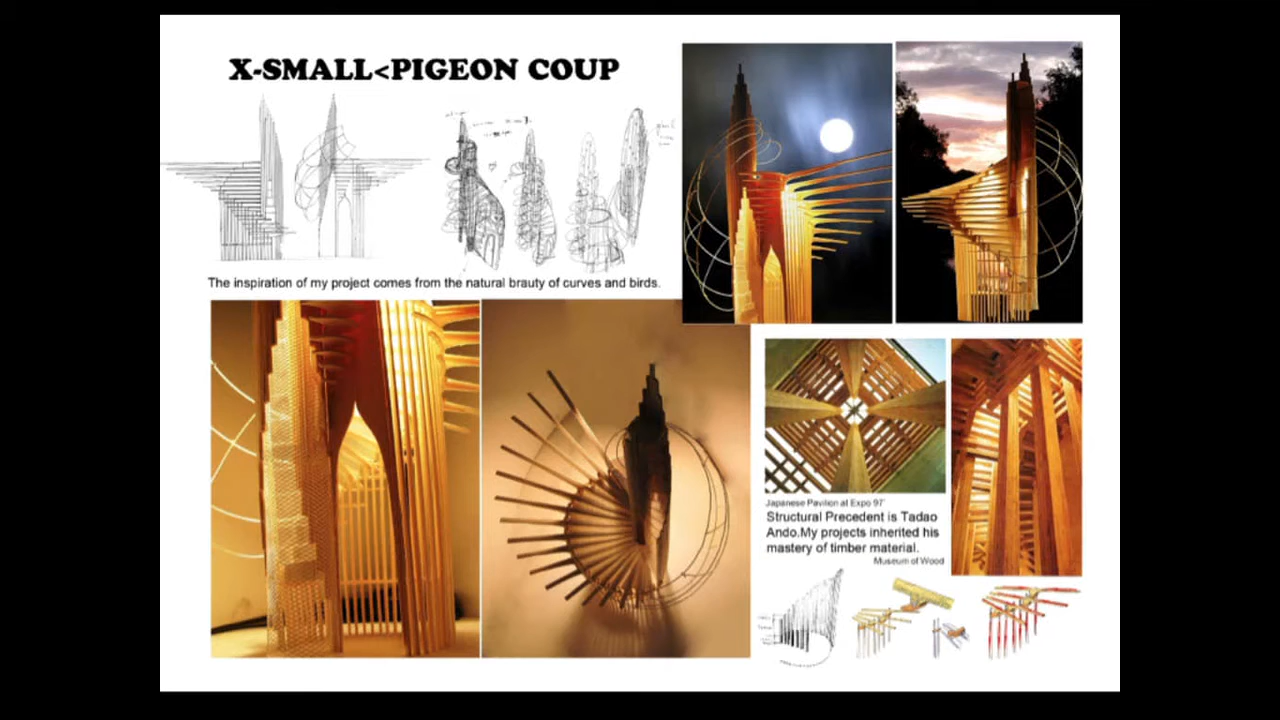 X-SMALL<PIGEON COUP
The inspiration of my project comes from the natural brauty of curves and birds.
Japanese Pavilion at Expo 97'
Structural Precedent is Tadao
Ando.My projects inherited his
mastery of timber material.
Museum of Wood